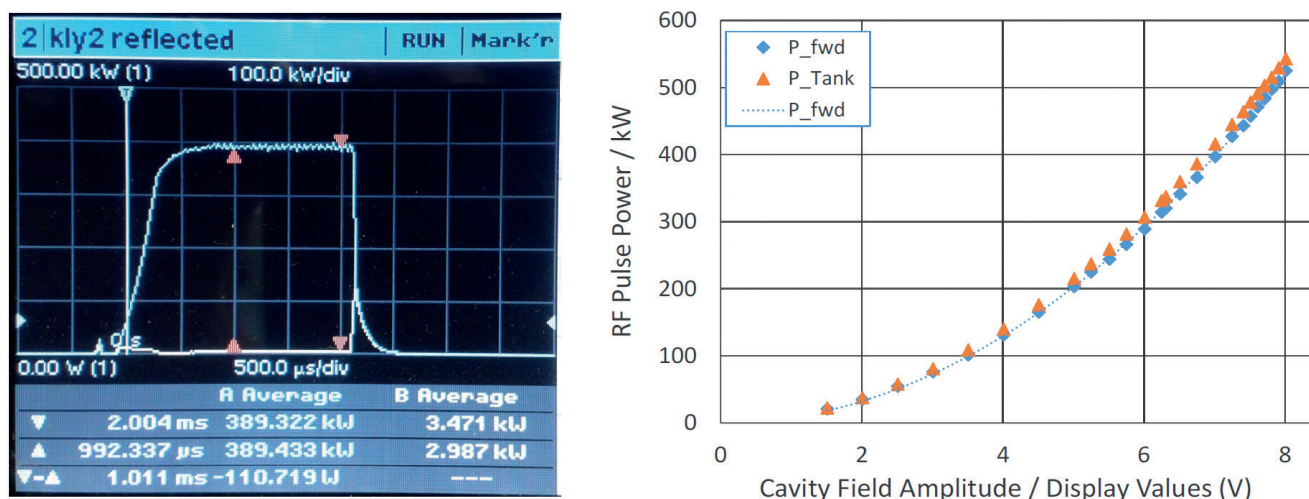 2 kly2 reflected RUN Mark'r
500.00 kW (1) 100.0 kW/div
0 s
0.00 W (1) 500.0 µs/div
A Average B Average
▼ 2.004 ms 389.322 kW 3.471 kW
▲ 992.337 µs 389.433 kW 2.987 kW
▼-▲ 1.011 ms -110.719 W ---
600
500
400
300
200
100
0
RF Pulse Power / kW
P_fwd
P_Tank
P_fwd
0 2 4 6 8
Cavity Field Amplitude / Display Values (V)